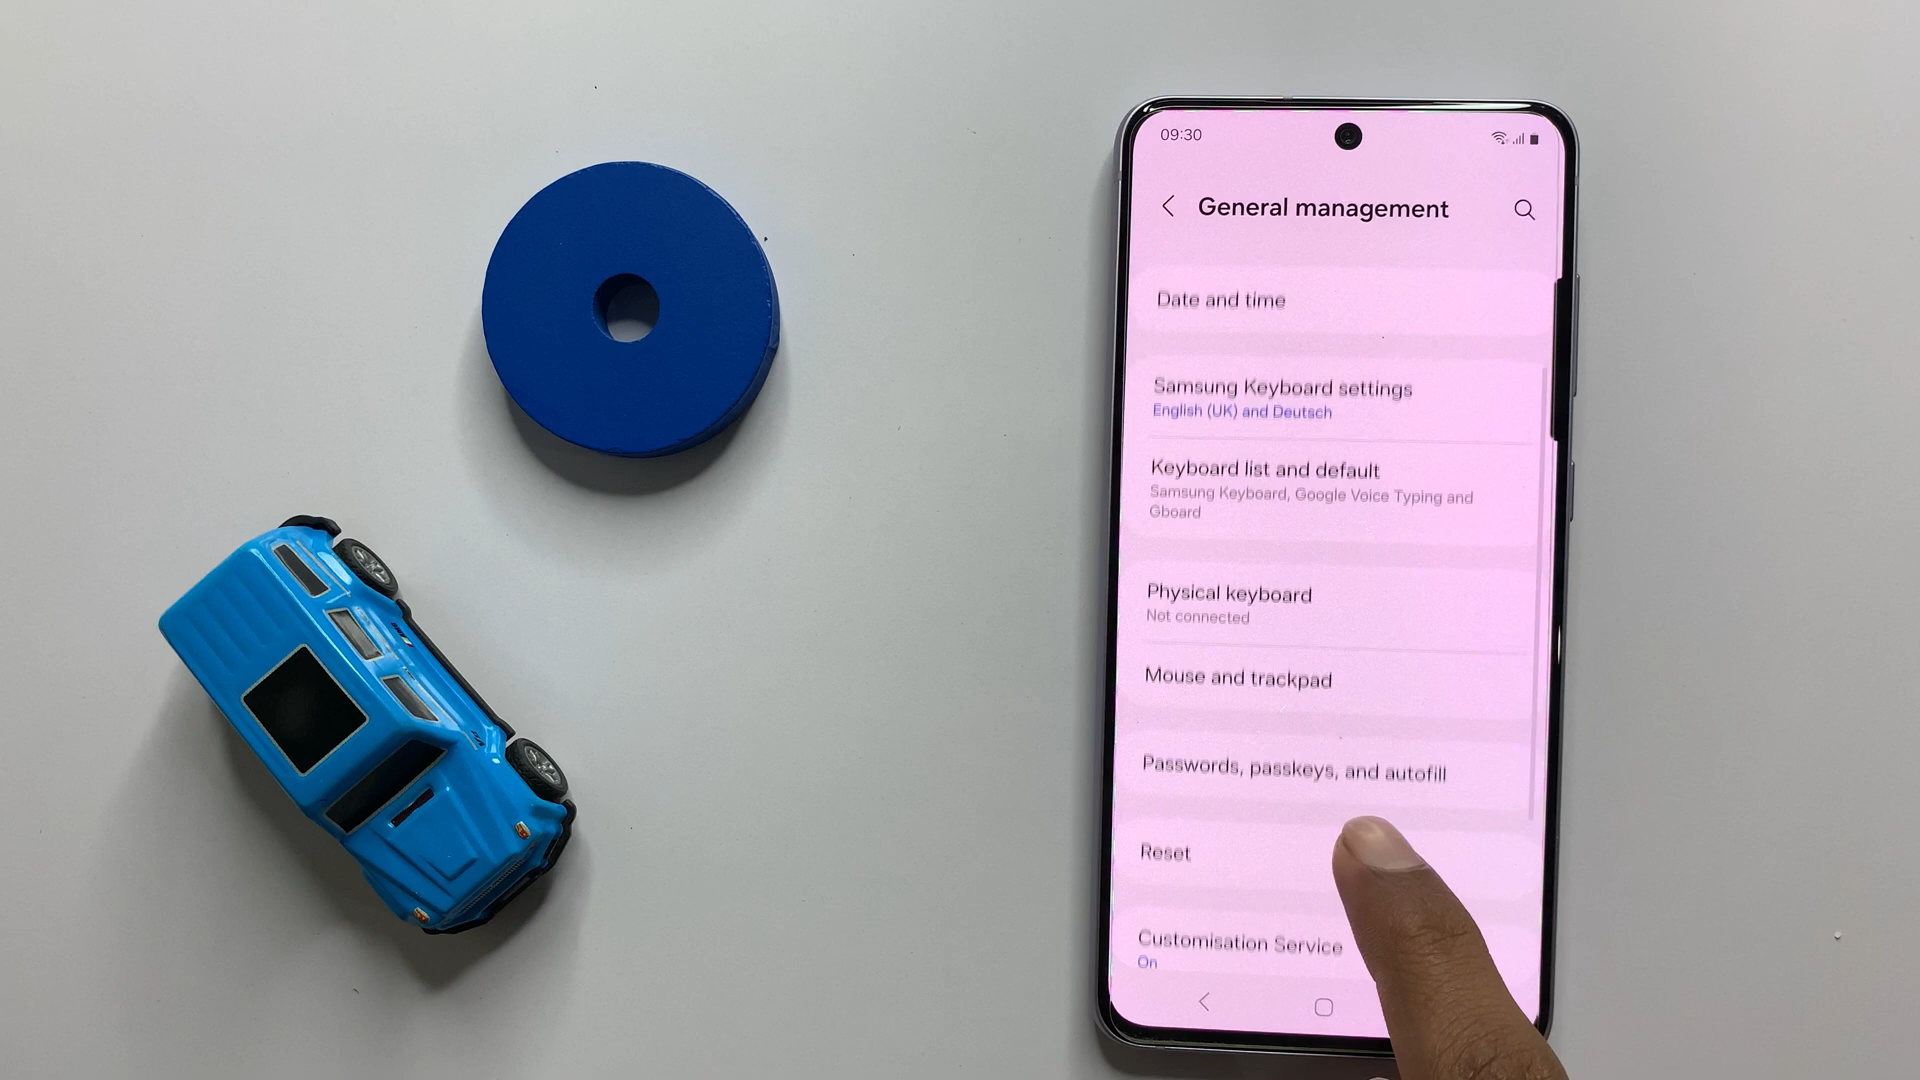 09:30
General management
Date and time
Samsung Keyboard settings
English (UK) and Deutsch
Keyboard list and default
Samsung Keyboard, Google Voice Typing and
Gboard
Physical keyboard
Not connected
Mouse and trackpad
Passwords, passkeys, and autofill
Reset
Customisation Service
On